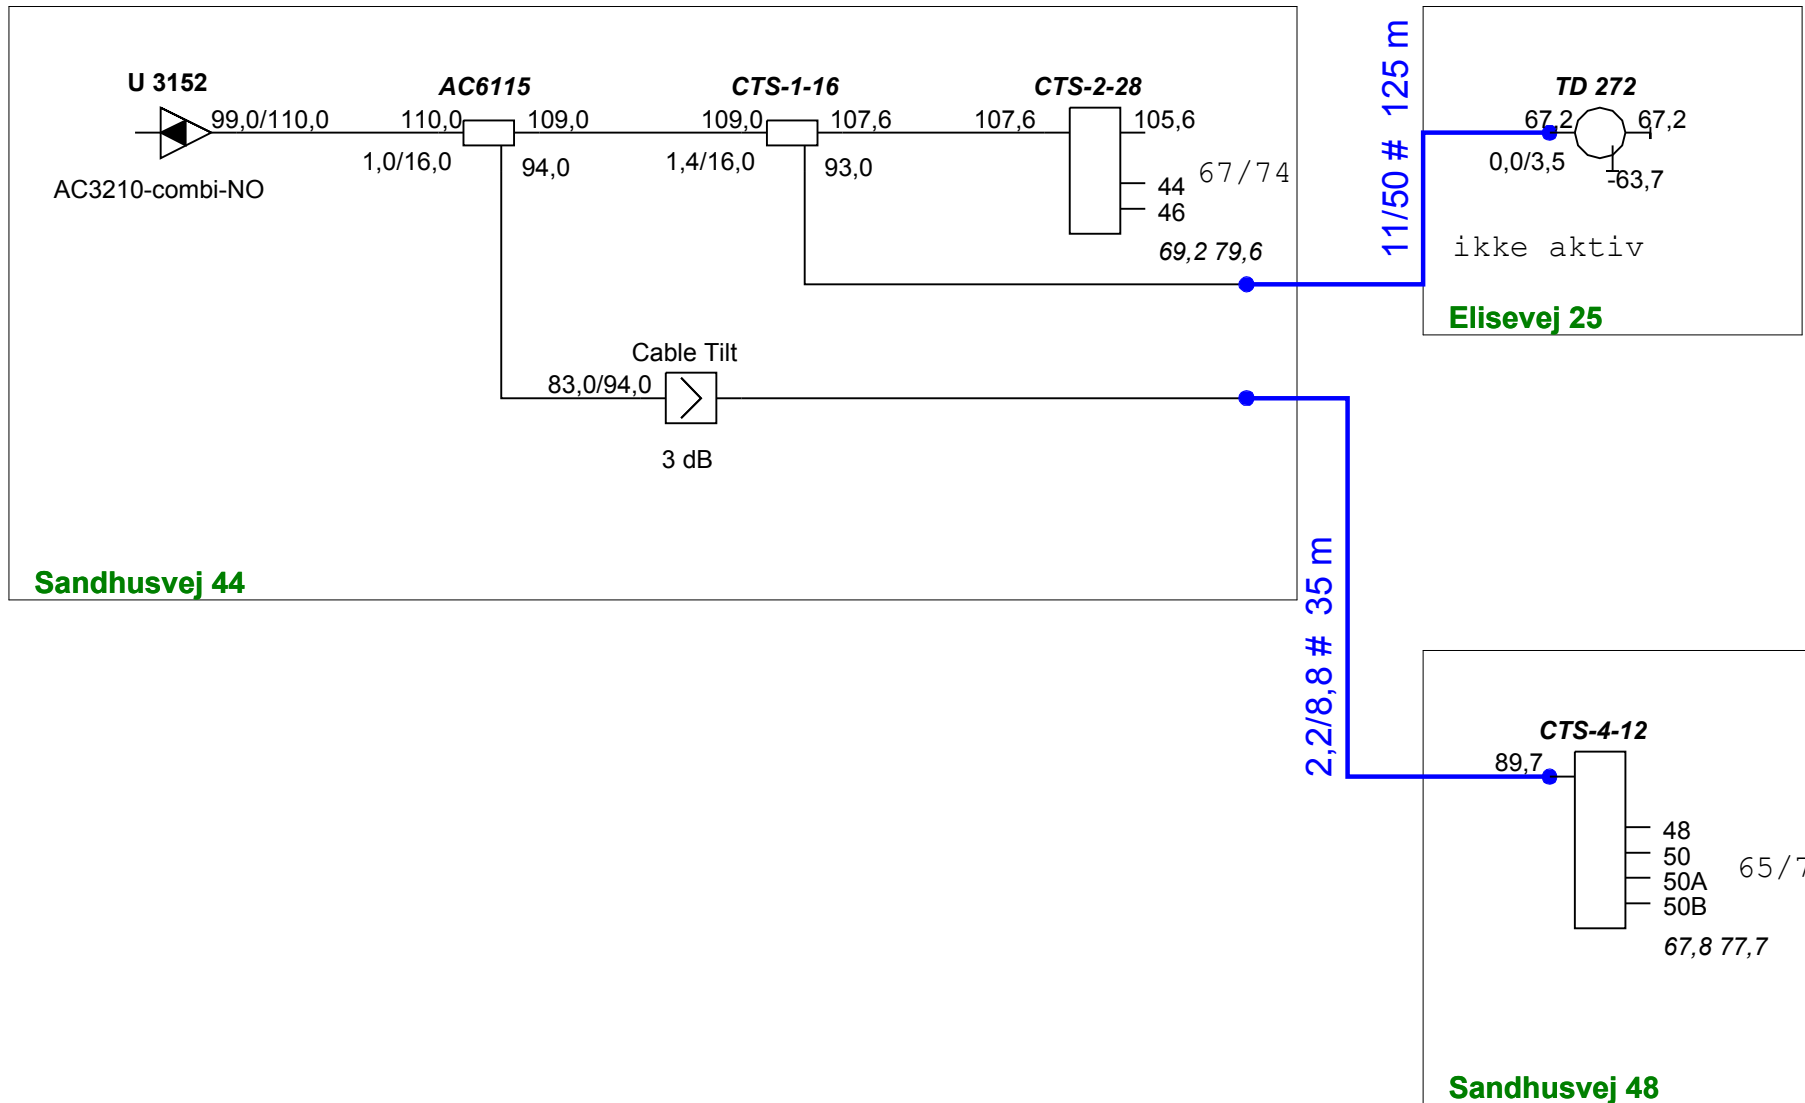 U 3152
99,0/110,0
AC3210-combi-NO
AC6115
110,0
109,0
1,0/16,0
94,0
CTS-1-16
109,0
107,6
1,4/16,0
93,0
CTS-2-28
107,6
105,6
67/74
44
46
69,2 79,6
Cable Tilt
83,0/94,0
3 dB
Sandhusvej 44
11/50 # 125 m
TD 272
67,2
67,2
0,0/3,5
-63,7
ikke aktiv
Elisevej 25
2,2/8,8 # 35 m
CTS-4-12
89,7
48
50
50A
50B
65/7
67,8 77,7
Sandhusvej 48